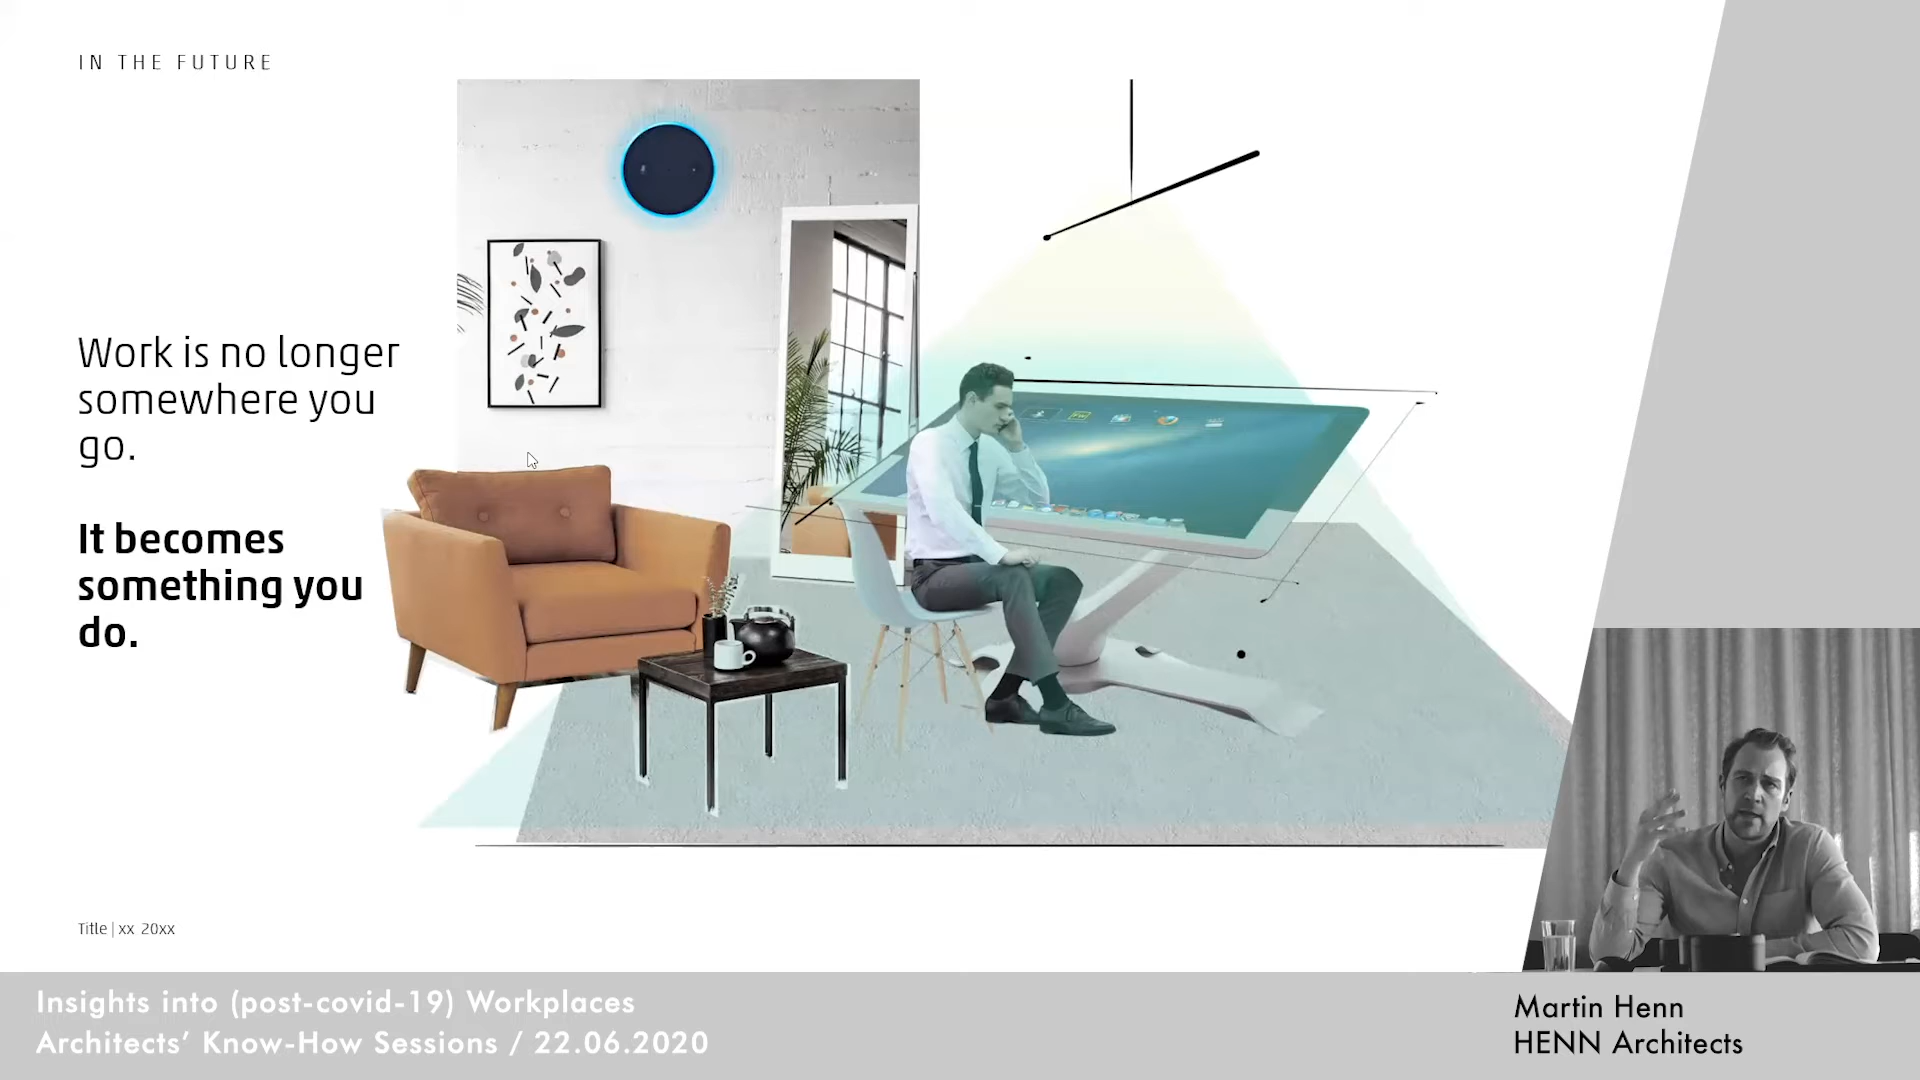 IN THE FUTURE
Work is no longer
somewhere you
go.
It becomes
something you
do.
Title | xx 20xx
Insights into (post-covid-19) Workplaces
Architects' Know-How Sessions / 22.06.2020
Martin Henn
HENN Architects